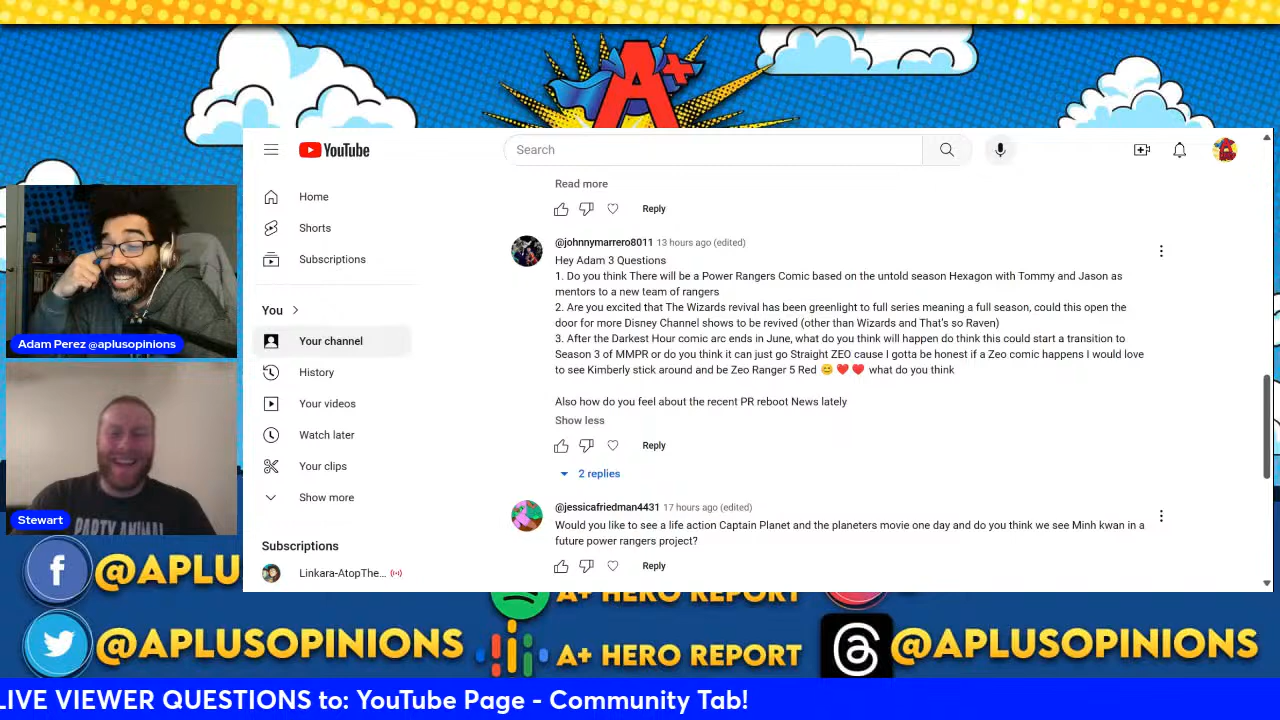 A+
YouTube
Search
Home
Shorts
Subscriptions
You
Your channel
History
Your videos
Watch later
Your clips
Show more
Subscriptions
Linkara-AtopThe...
Read more
Reply
@johnnymarrero8011 13 hours ago (edited)
Hey Adam 3 Questions
1. Do you think There will be a Power Rangers Comic based on the untold season Hexagon with Tommy and Jason as
mentors to a new team of rangers
2. Are you excited that The Wizards revival has been greenlight to full series meaning a full season, could this open the
door for more Disney Channel shows to be revived (other than Wizards and That's so Raven)
3. After the Darkest Hour comic arc ends in June, what do you think will happen do think this could start a transition to
Season 3 of MMPR or do you think it can just go Straight ZEO cause I gotta be honest if a Zeo comic happens I would love
to see Kimberly stick around and be Zeo Ranger 5 Red 😊 ❤️ ❤️ what do you think
Also how do you feel about the recent PR reboot News lately
Show less
Reply
2 replies
@jessicafriedman4431 17 hours ago (edited)
Would you like to see a life action Captain Planet and the planeters movie one day and do you think we see Minh kwan in a
future power rangers project?
Reply
Adam Perez @aplusopinions
PARTY ANIMAL
Stewart
@APLU
A+ HERO REPORT
@APLUSOPINIONS
A+ HERO REPORT
@APLUSOPINIONS
LIVE VIEWER QUESTIONS to: YouTube Page - Community Tab!